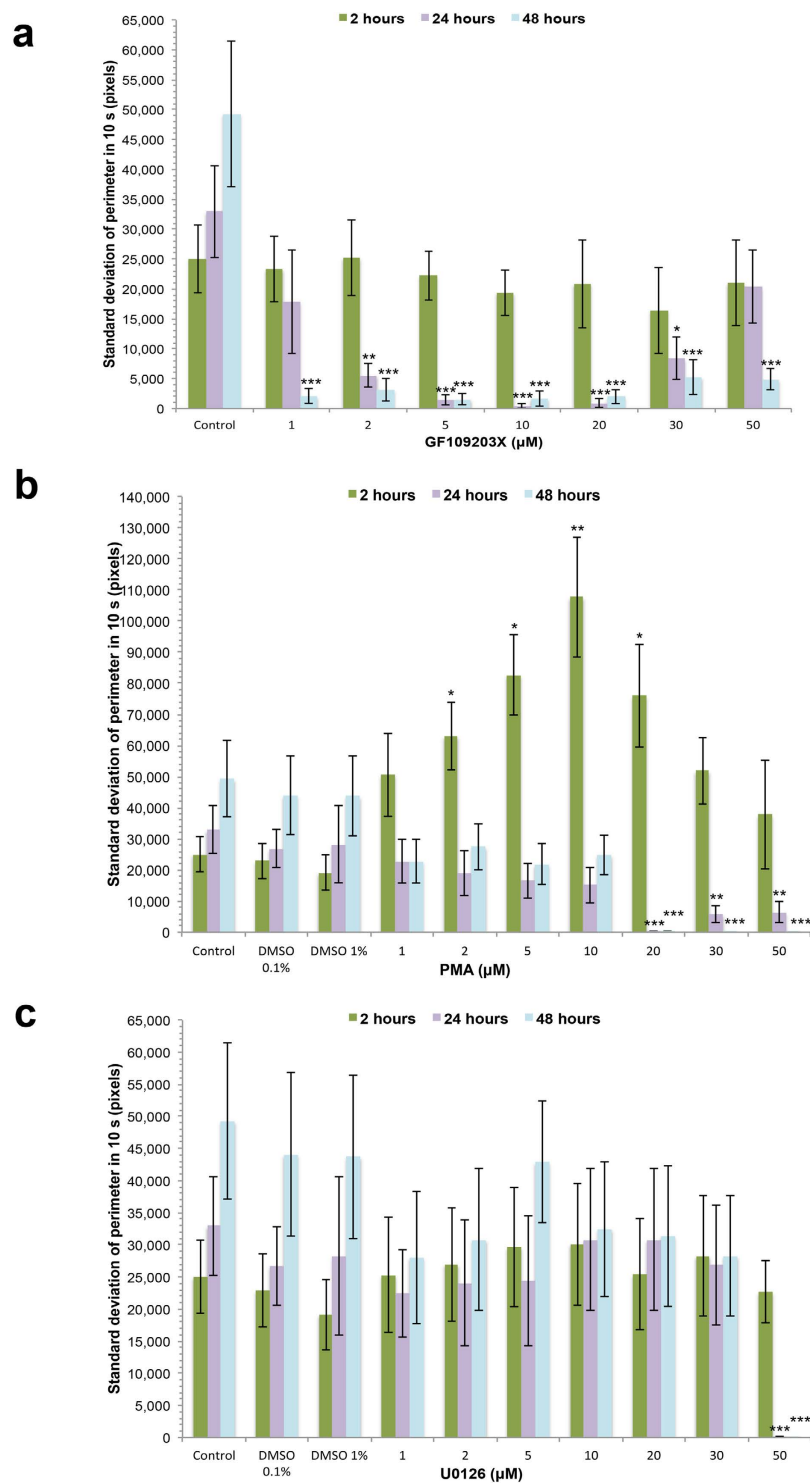 a
Standard deviation of perimeter in 10 s (pixels)
2 hours 24 hours 48 hours
65,000
60,000
55,000
50,000
45,000
40,000
35,000
30,000
25,000
20,000
15,000
10,000
5,000
0
*** ** *** *** *** *** *** *** *** * *** ***
Control 1 2 5 10 20 30 50
GF109203X (µM)
b
Standard deviation of perimeter in 10 s (pixels)
2 hours 24 hours 48 hours
140,000
130,000
120,000
110,000
100,000
90,000
80,000
70,000
60,000
50,000
40,000
30,000
20,000
10,000
0
* * ** * *** *** ** *** ** ***
Control DMSO 0.1% DMSO 1% 1 2 5 10 20 30 50
PMA (µM)
c
Standard deviation of perimeter in 10 s (pixels)
2 hours 24 hours 48 hours
65,000
60,000
55,000
50,000
45,000
40,000
35,000
30,000
25,000
20,000
15,000
10,000
5,000
0
*** ***
Control DMSO 0.1% DMSO 1% 1 2 5 10 20 30 50
U0126 (µM)